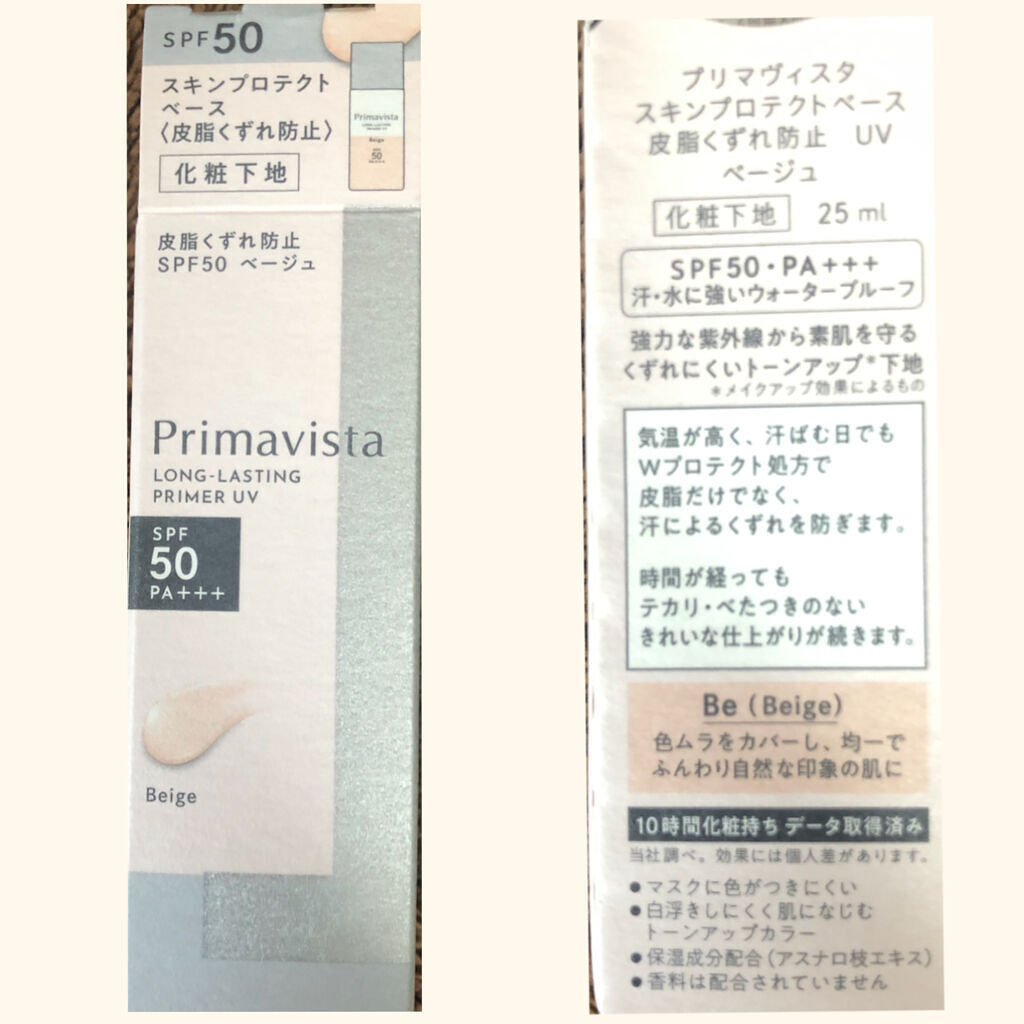 SPF50
スキンプロテクト
ベース
〈皮脂くずれ防止〉
化粧下地
Primavista
LONG-LASTING
PRIMER UV
Beige
SPF
50
PA+++
皮脂くずれ防止
SPF50 ベージュ
Primavista
LONG-LASTING
PRIMER UV
SPF
50
PA+++
Beige
プリマヴィスタ
スキンプロテクトベース
皮脂くずれ防止 UV
ベージュ
化粧下地 25 ml
SPF50・PA+++
汗・水に強いウォータープルーフ
強力な紫外線から素肌を守る
くずれにくいトーンアップ*下地
*メイクアップ効果によるもの
気温が高く、汗ばむ日でも
Wプロテクト処方で
皮脂だけでなく、
汗によるくずれを防ぎます。
時間が経っても
テカリ・べたつきのない
きれいな仕上がりが続きます。
Be (Beige)
色ムラをカバーし、均一で
ふんわり自然な印象の肌に
10時間化粧持ち データ取得済み
当社調べ。効果には個人差があります。
●マスクに色がつきにくい
●白浮きしにくく肌になじむ
トーンアップカラー
●保湿成分配合(アスナロ枝エキス)
●香料は配合されていません